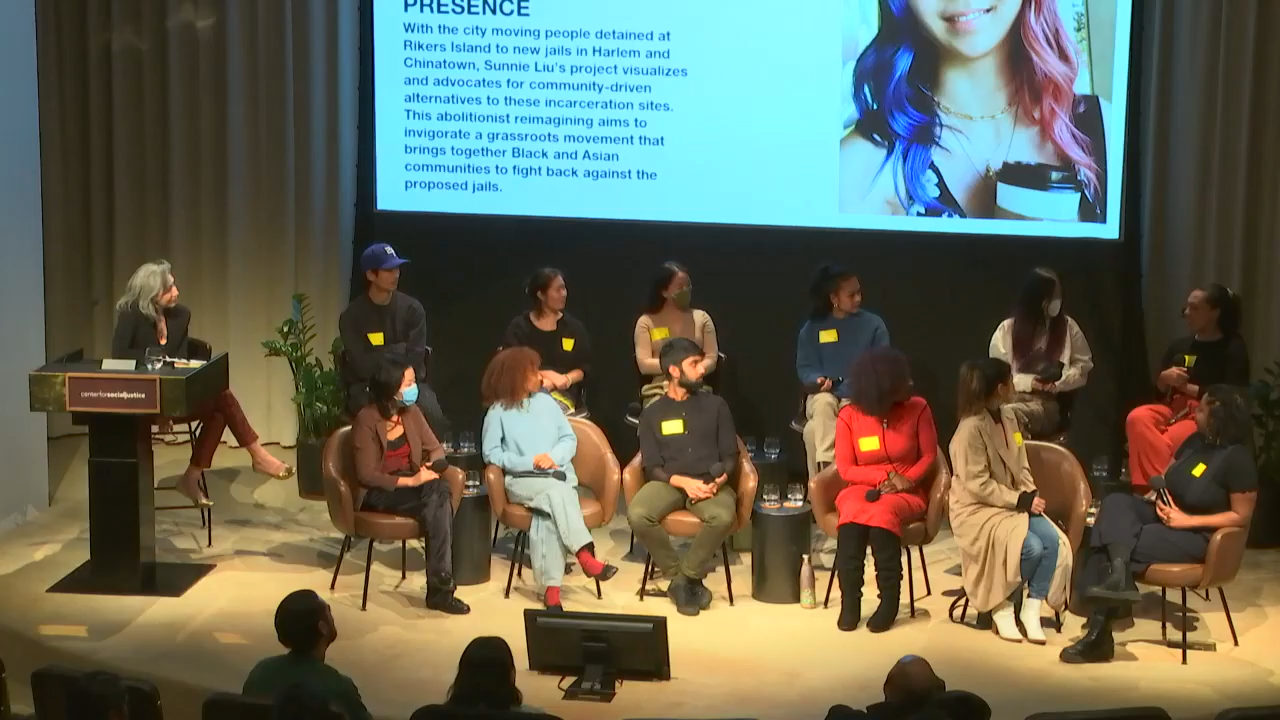 PRESENCE
With the city moving people detained at
Rikers Island to new jails in Harlem and
Chinatown, Sunnie Liu's project visualizes
and advocates for community-driven
alternatives to these incarceration sites.
This abolitionist reimagining aims to
invigorate a grassroots movement that
brings together Black and Asian
communities to fight back against the
proposed jails.
centerforsocialjustice